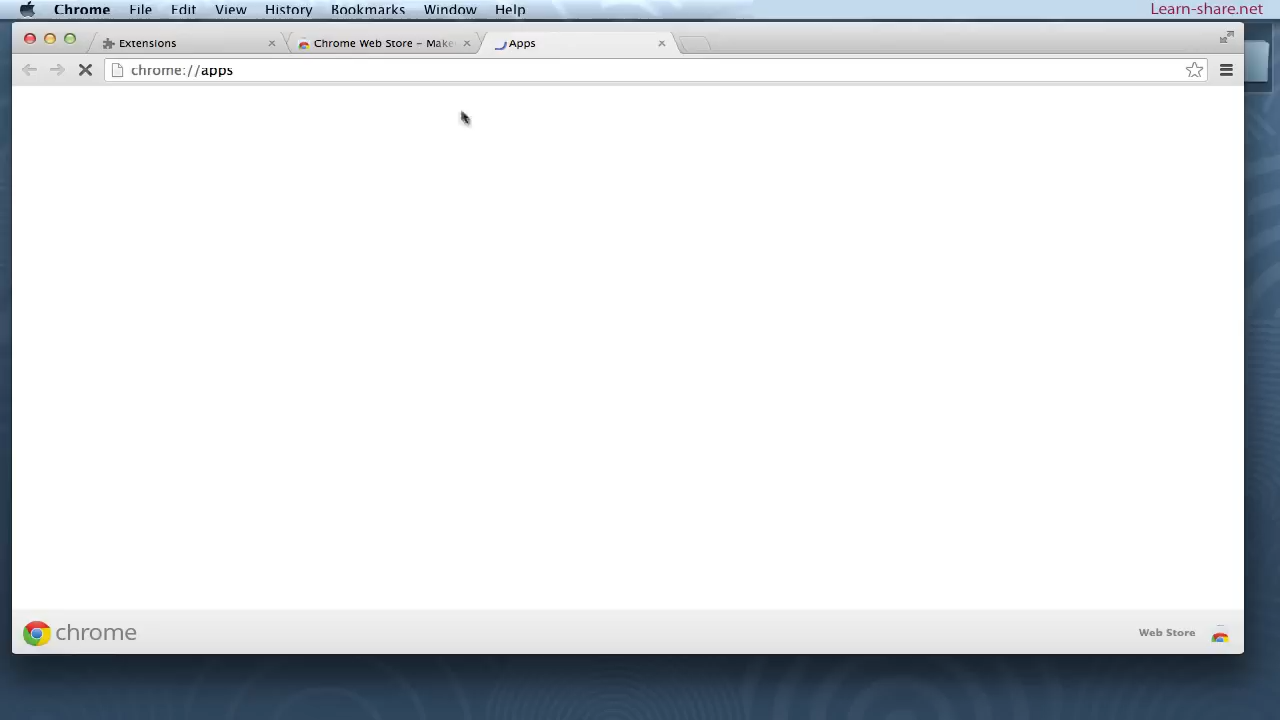 Chrome File Edit View History Bookmarks Window Help
Learn-share.net
Extensions
Chrome Web Store – Make
Apps
chrome://apps
chrome
Web Store